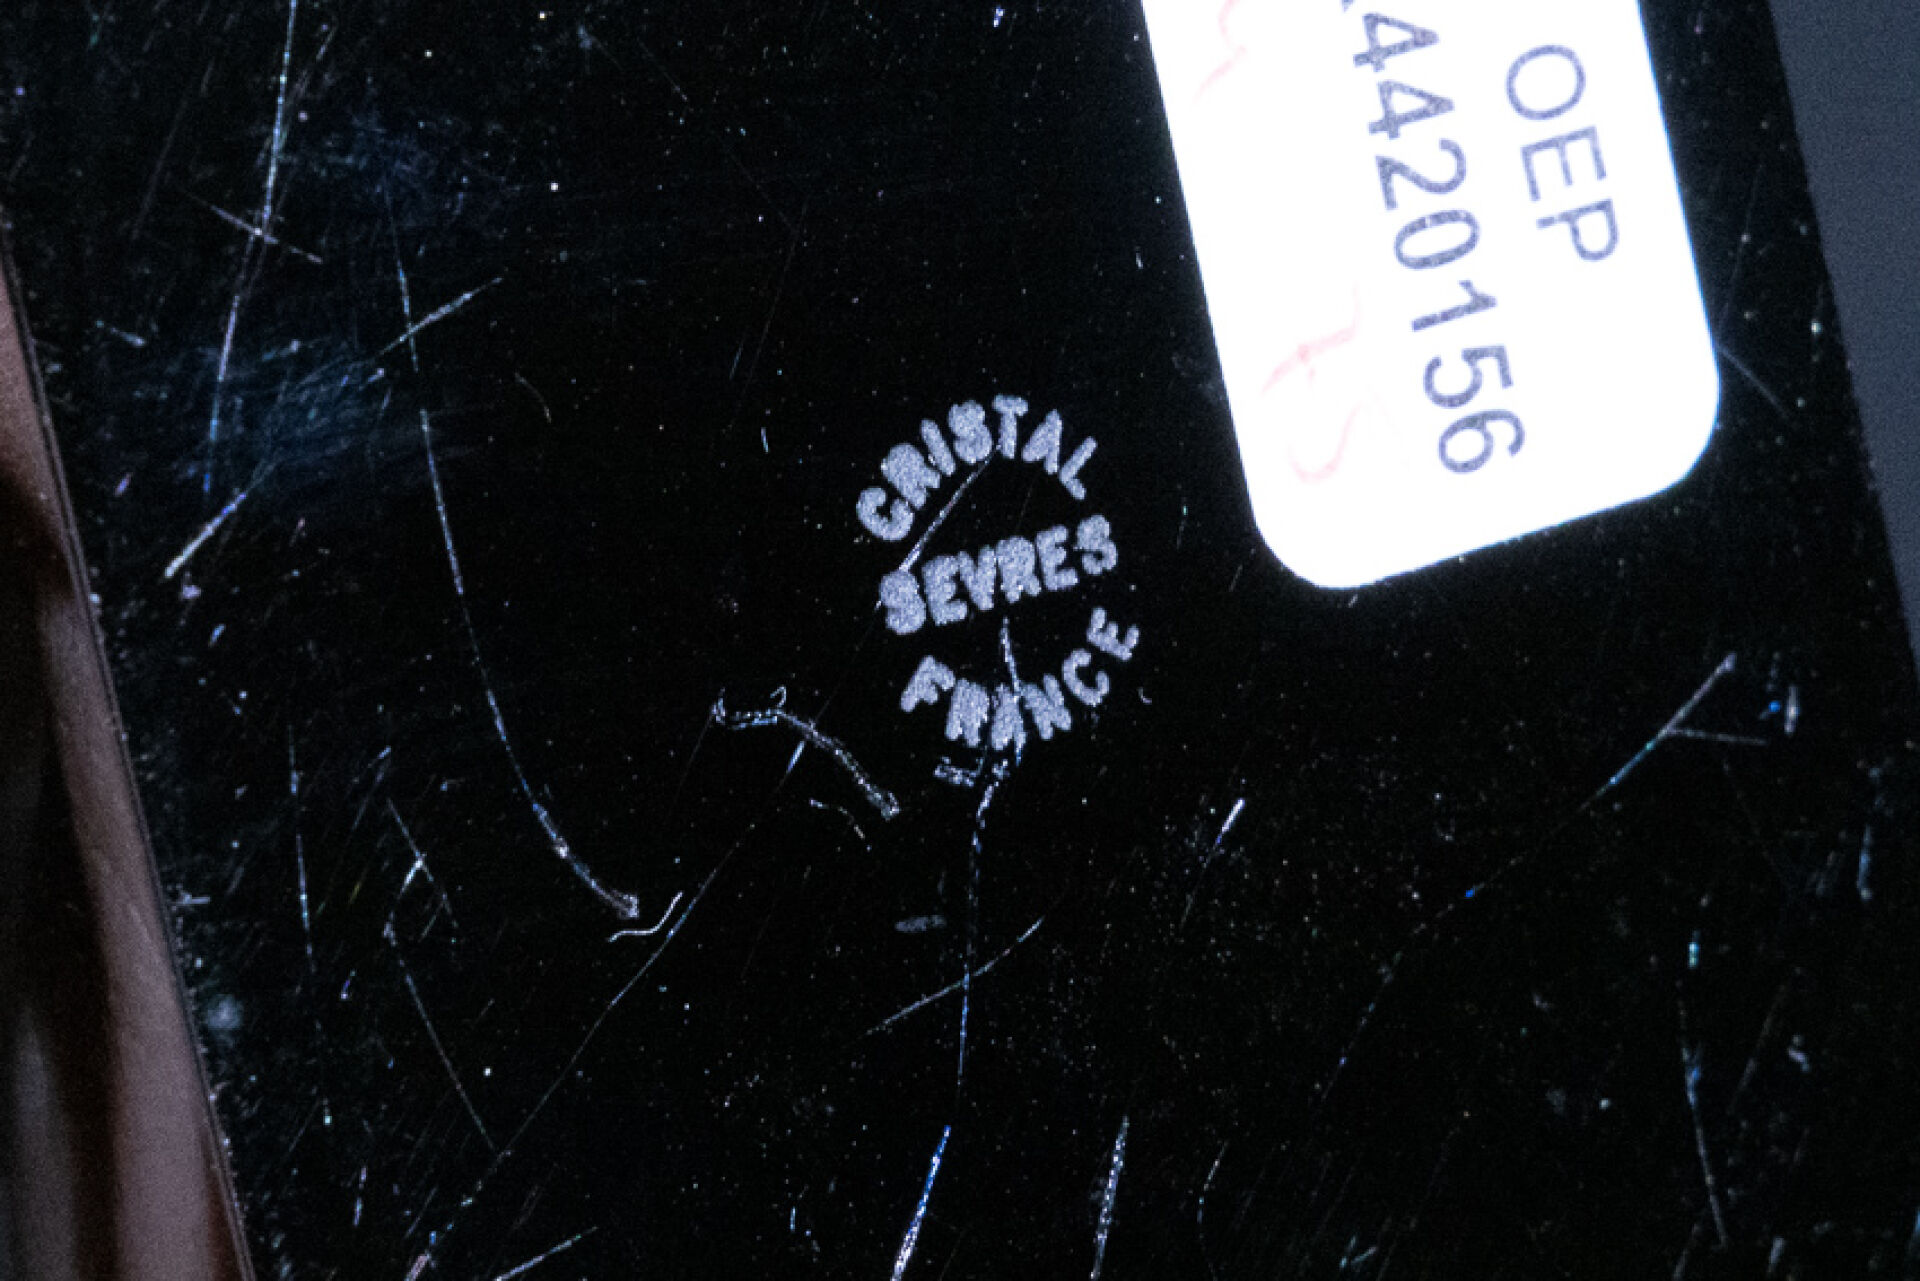 CRISTAL
SEVRES
FRANCE
OEP
4420156